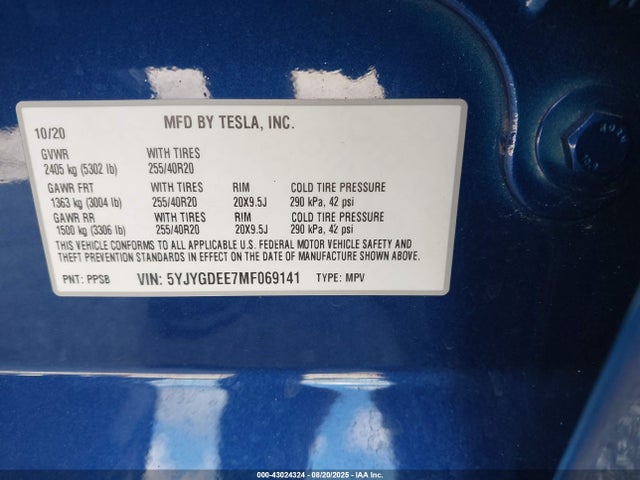 10/20 MFD BY TESLA, INC.
GVWR WITH TIRES
2405 kg (5302 lb) 255/40R20
GAWR FRT WITH TIRES RIM COLD TIRE PRESSURE
1363 kg (3004 lb) 255/40R20 20X9.5J 290 kPa, 42 psi
GAWR RR WITH TIRES RIM COLD TIRE PRESSURE
1500 kg (3306 lb) 255/40R20 20X9.5J 290 kPa, 42 psi
THIS VEHICLE CONFORMS TO ALL APPLICABLE U.S. FEDERAL MOTOR VEHICLE SAFETY AND
THEFT PREVENTION STANDARDS IN EFFECT ON THE DATE OF MANUFACTURE SHOWN ABOVE.
PNT: PPSB VIN: 5YJYGDEE7MF069141 TYPE: MPV
000-43024324 - 08/20/2025 - IAA Inc.